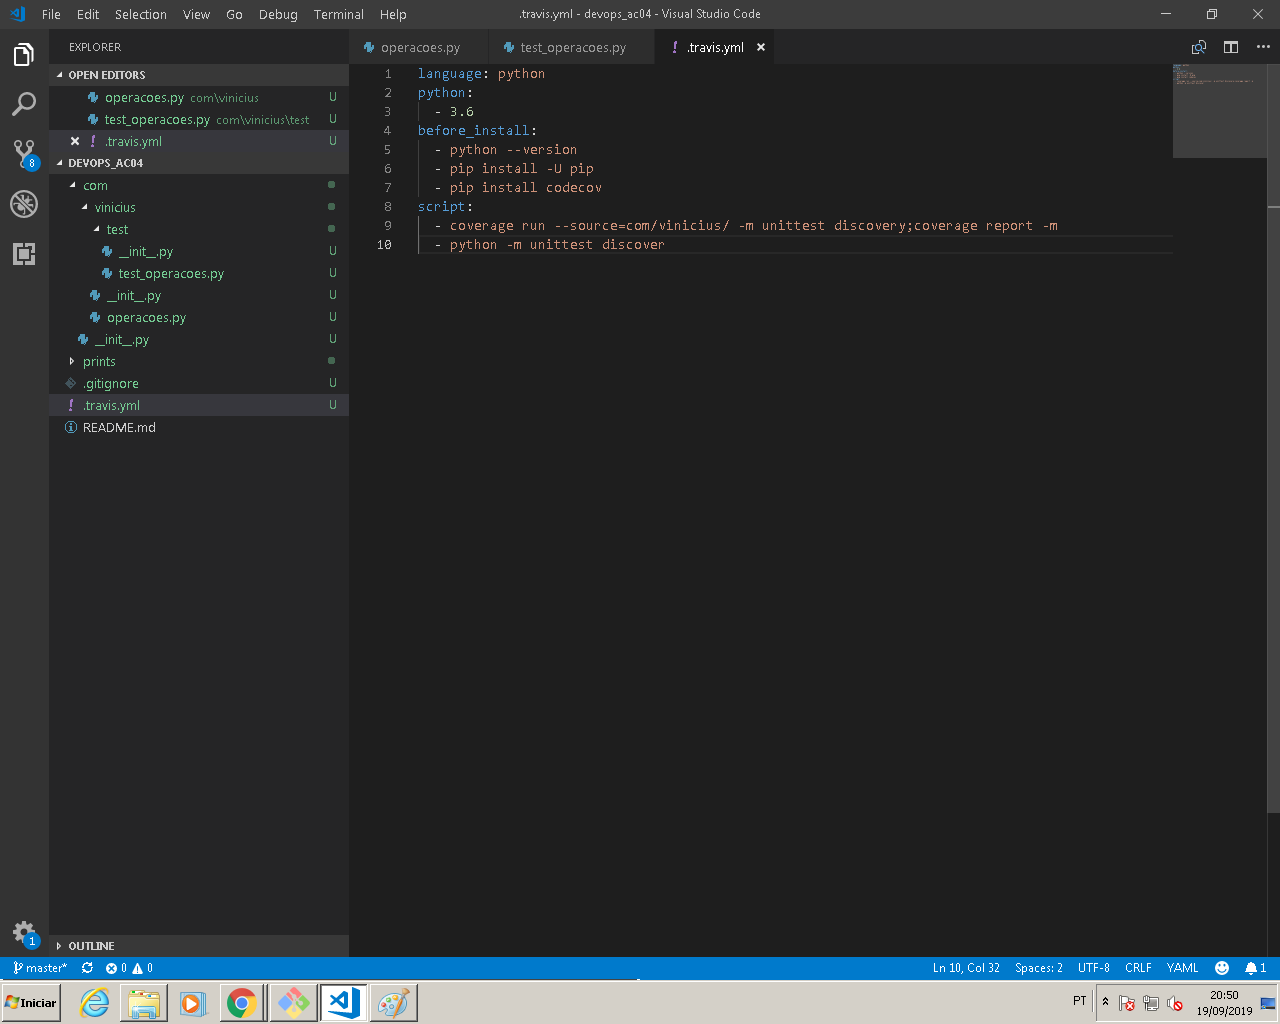 File Edit Selection View Go Debug Terminal Help .travis.yml - devops_ac04 - Visual Studio Code
EXPLORER
OPEN EDITORS
operacoes.py com\vinicius U
test_operacoes.py com\vinicius\test U
! .travis.yml U
DEVOPS_AC04
com
vinicius
test
__init__.py U
test_operacoes.py U
__init__.py U
operacoes.py U
__init__.py U
prints
.gitignore U
! .travis.yml U
README.md
OUTLINE
8
1
operacoes.py test_operacoes.py ! .travis.yml
1 language: python
2 python:
3 - 3.6
4 before_install:
5 - python --version
6 - pip install -U pip
7 - pip install codecov
8 script:
9 - coverage run --source=com/vinicius/ -m unittest discovery;coverage report -m
10 - python -m unittest discover
master* 0 0 Ln 10, Col 32 Spaces: 2 UTF-8 CRLF YAML 1
Iniciar PT 20:50
19/09/2019